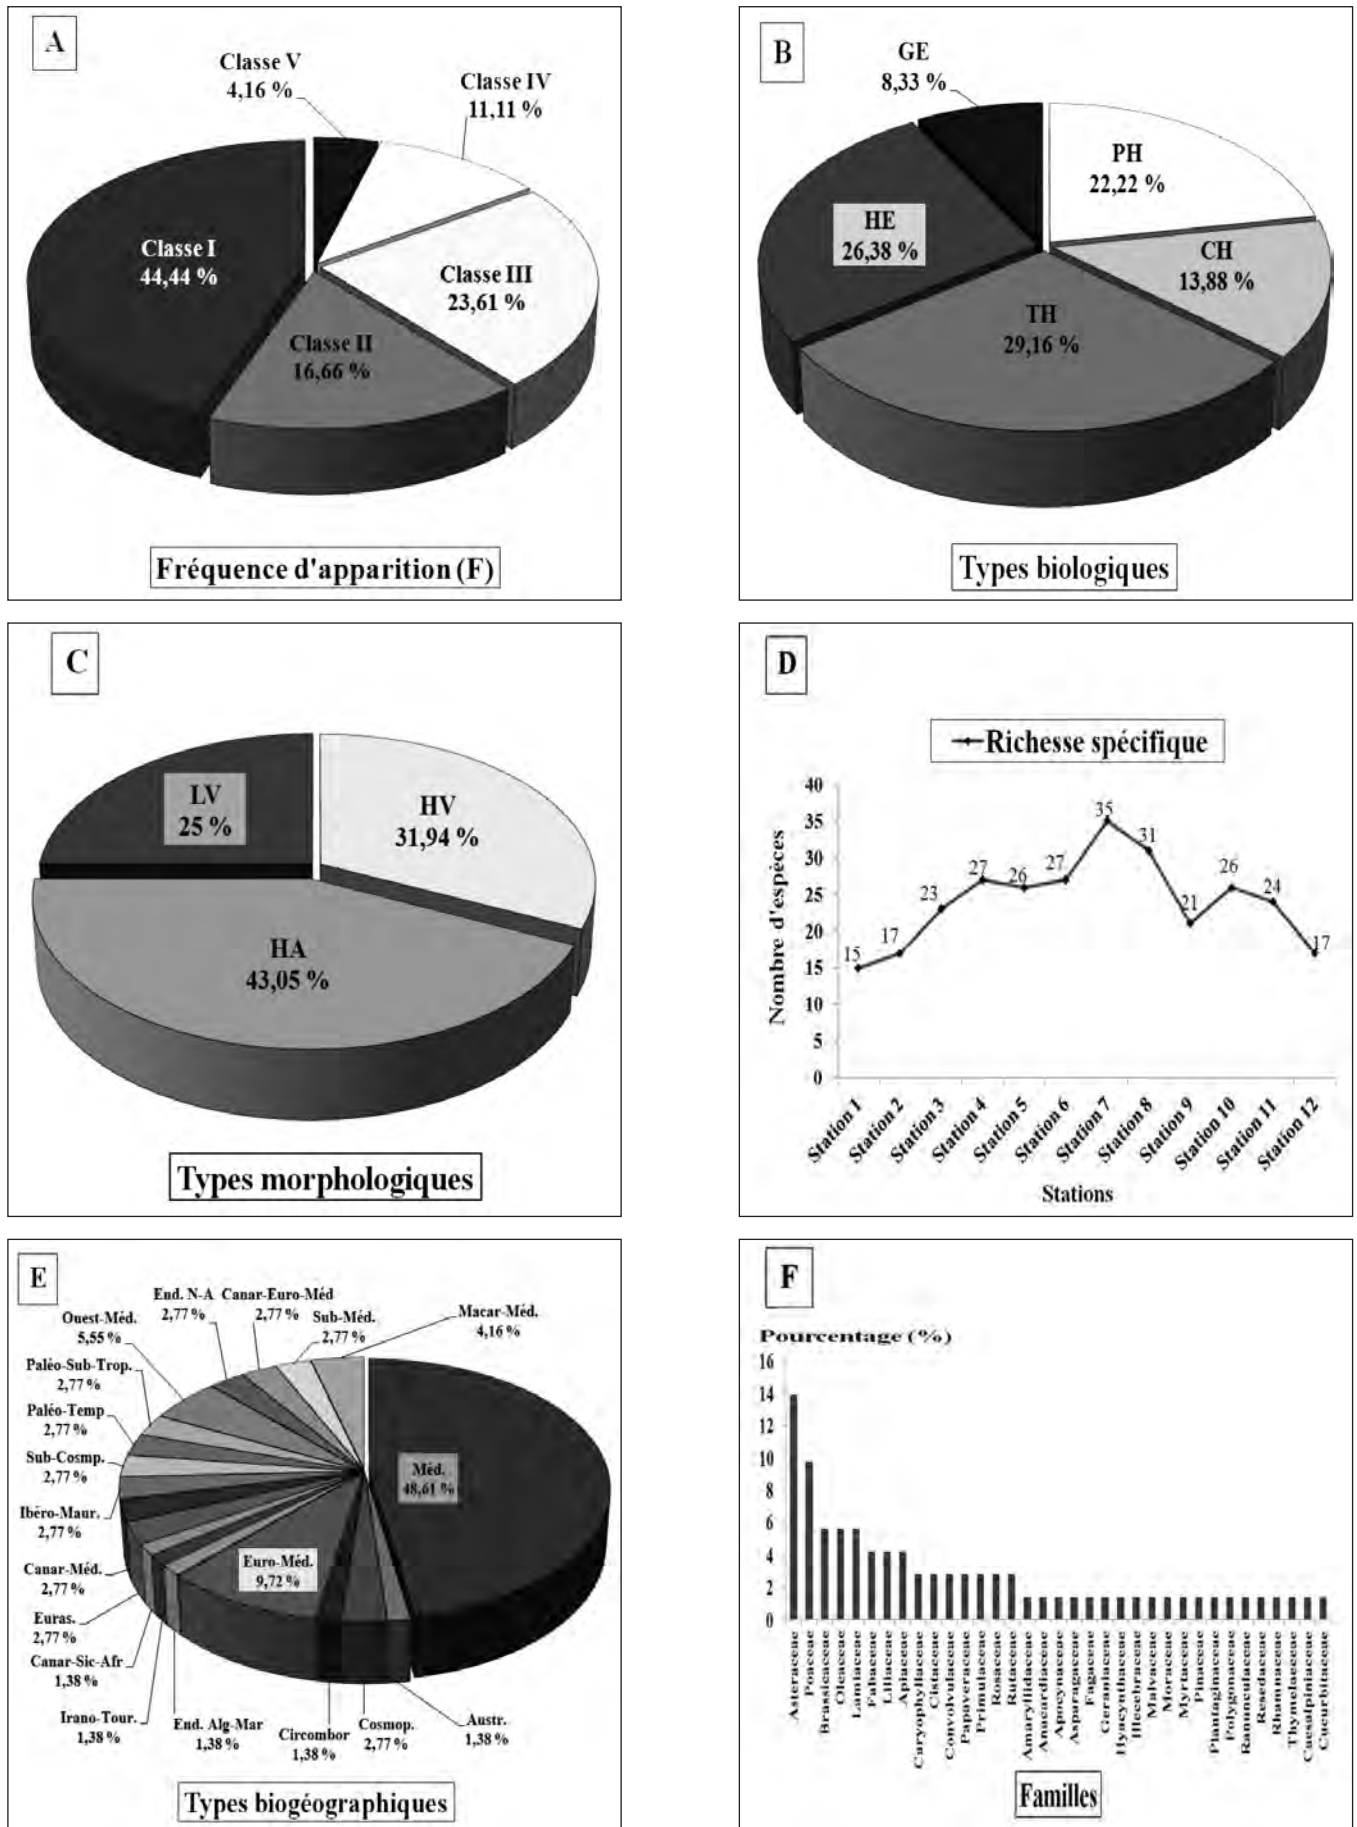 A
Classe V
4,16 %
Classe IV
11,11 %
Classe I
44,44 %
Classe III
23,61 %
Classe II
16,66 %
Fréquence d'apparition (F)
B
GE
8,33 %
PH
22,22 %
HE
26,38 %
CH
13,88 %
TH
29,16 %
Types biologiques
C
LV
25 %
HV
31,94 %
HA
43,05 %
Types morphologiques
D
Richesse spécifique
Nombre d'espèces
40
35
30
25
20
15
10
5
0
15
17
23
27
26
27
35
31
21
26
24
17
Station 1
Station 2
Station 3
Station 4
Station 5
Station 6
Station 7
Station 8
Station 9
Station 10
Station 11
Station 12
Stations
E
End. N-A
2,77 %
Canar-Euro-Méd
2,77 %
Ouest-Méd.
5,55 %
Sub-Méd.
2,77 %
Macar-Méd.
4,16 %
Paléo-Sub-Trop.
2,77 %
Paléo-Temp
2,77 %
Sub-Cosmp.
2,77 %
Méd.
48,61 %
Ibéro-Maur.
2,77 %
Canar-Méd.
2,77 %
Euro-Méd.
9,72 %
Euras.
2,77 %
Canar-Sic-Afr
1,38 %
Irano-Tour.
1,38 %
End. Alg-Mar
1,38 %
Circombor
1,38 %
Cosmop.
2,77 %
Austr.
1,38 %
Types biogéographiques
F
Pourcentage (%)
16
14
12
10
8
6
4
2
0
Asteraceae
Poaceae
Brassicaceae
Oleaceae
Lamiaceae
Fabaceae
Liliaceae
Apiaceae
Caryophyllaceae
Cistaceae
Convolvulaceae
Papaveraceae
Primulaceae
Rosaceae
Rutaceae
Amaryllidaceae
Anacardiaceae
Apocynaceae
Asparagaceae
Fagaceae
Geraniaceae
Hyacynthaceae
Illecebraceae
Malvaceae
Moraceae
Myrtaceae
Pinaceae
Plantaginaceae
Polygonaceae
Ranunculaceae
Resedaceae
Rhamnaceae
Thymelaeaceae
Caesalpiniaceae
Cucurbitaceae
Familles